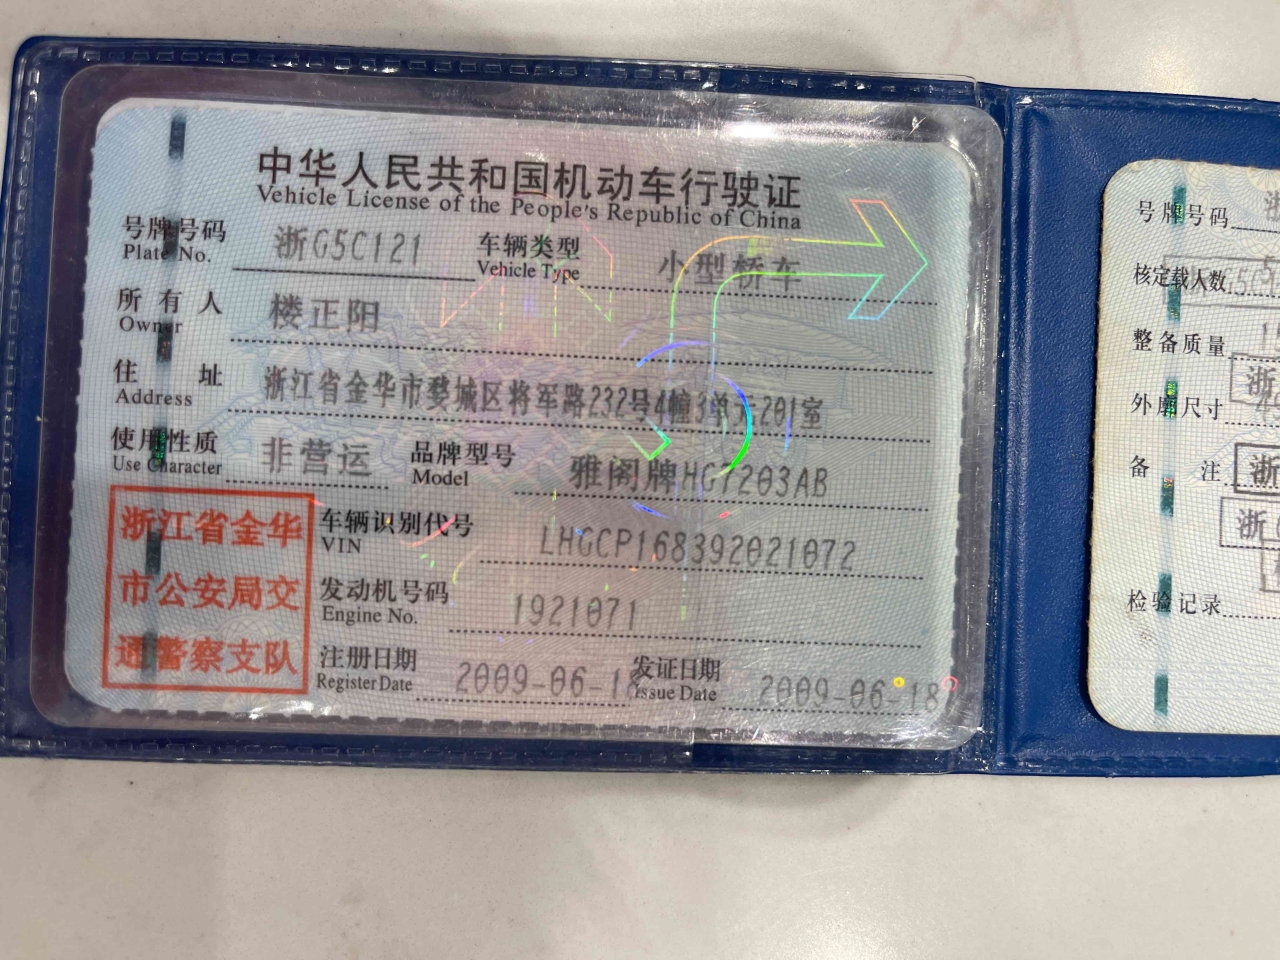 中华人民共和国机动车行驶证
Vehicle License of the People's Republic of China
号牌号码 浙G5C121 车辆类型 小型轿车
Plate No. Vehicle Type
所有人 楼正阳
Owner
住址 浙江省金华市婺城区将军路232号4幢3单元201室
Address
使用性质 非营运 品牌型号 雅阁牌HG7203AB
Use Character Model
浙江省金华
市公安局交
通警察支队
车辆识别代号 LHGCP168392021072
VIN
发动机号码 1921071
Engine No.
注册日期 2009-06-18 发证日期 2009-06-18
Register Date Issue Date
号牌号码
核定载人数
整备质量
浙
外廓尺寸
备注 浙
浙
检验记录